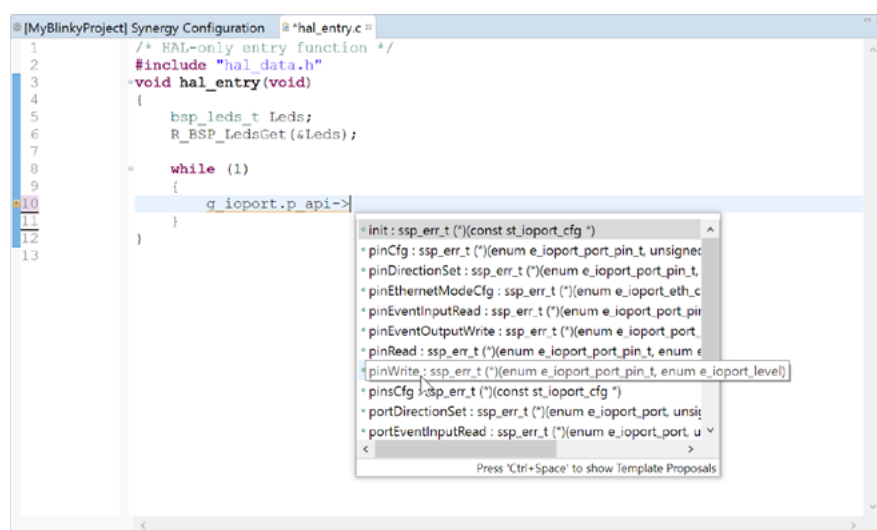 [MyBlinkyProject] Synergy Configuration *hal_entry.c
1 /* HAL-only entry function */
2 #include "hal_data.h"
3 void hal_entry(void)
4 {
5 bsp_leds_t Leds;
6 R_BSP_LedsGet(&Leds);
7
8 while (1)
9 {
10 g_ioport.p_api->
11 }
12 }
13
init : ssp_err_t (*)(const st_ioport_cfg *)
pinCfg : ssp_err_t (*)(enum e_ioport_port_pin_t, unsigned
pinDirectionSet : ssp_err_t (*)(enum e_ioport_port_pin_t,
pinEthernetModeCfg : ssp_err_t (*)(enum e_ioport_eth_c
pinEventInputRead : ssp_err_t (*)(enum e_ioport_port_pin
pinEventOutputWrite : ssp_err_t (*)(enum e_ioport_port_
pinRead : ssp_err_t (*)(enum e_ioport_port_pin_t, enum e
pinWrite : ssp_err_t (*)(enum e_ioport_port_pin_t, enum e_ioport_level)
pinsCfg : ssp_err_t (*)(const st_ioport_cfg *)
portDirectionSet : ssp_err_t (*)(enum e_ioport_port, unsig
portEventInputRead : ssp_err_t (*)(enum e_ioport_port, u
Press 'Ctrl+Space' to show Template Proposals